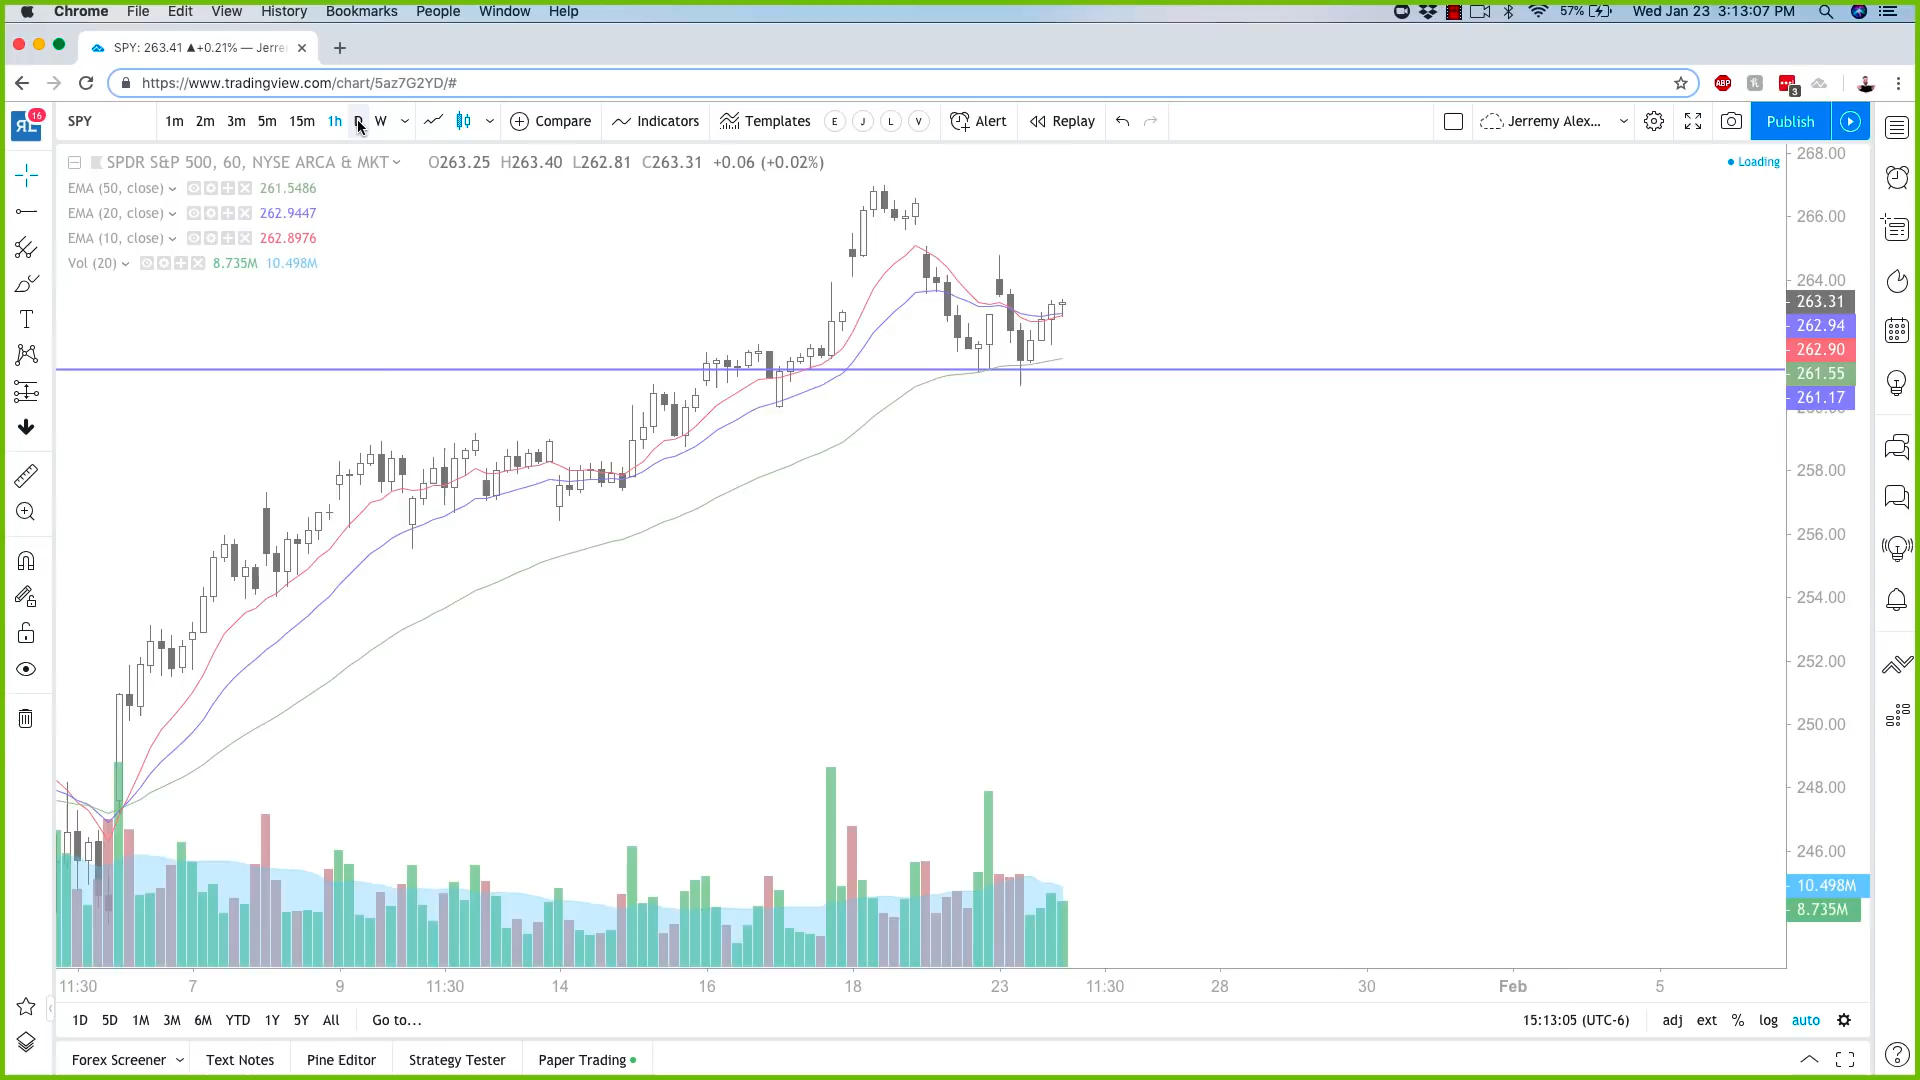 Chrome File Edit View History Bookmarks People Window Help 57% Wed Jan 23 3:13:07 PM
SPY: 263.41 ▲+0.21% — Jerre
https://www.tradingview.com/chart/5az7G2YD/#
ABP 3
16
SPY 1m 2m 3m 5m 15m 1h D W Compare Indicators Templates E J L V Alert Replay Jerremy Alex... Publish
SPDR S&P 500, 60, NYSE ARCA & MKT O263.25 H263.40 L262.81 C263.31 +0.06 (+0.02%)
Loading
EMA (50, close) 261.5486
EMA (20, close) 262.9447
EMA (10, close) 262.8976
Vol (20) 8.735M 10.498M
268.00
266.00
264.00
263.31
262.94
262.90
261.55
261.17
258.00
256.00
254.00
252.00
250.00
248.00
246.00
10.498M
8.735M
11:30 7 9 11:30 14 16 18 23 11:30 28 30 Feb 5
1D 5D 1M 3M 6M YTD 1Y 5Y All Go to... 15:13:05 (UTC-6) adj ext % log auto
Forex Screener Text Notes Pine Editor Strategy Tester Paper Trading